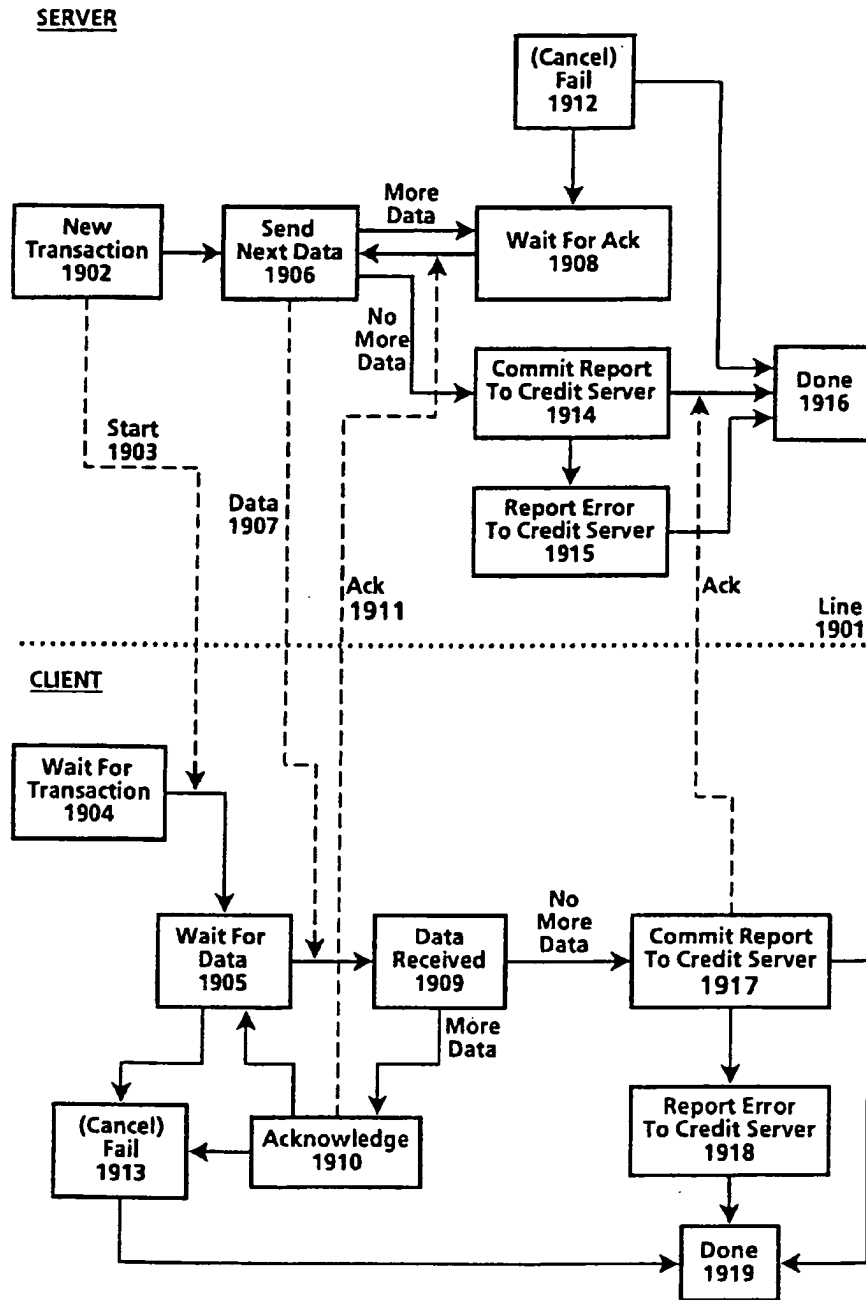 SERVER
(Cancel)
Fail
1912
New
Transaction
1902
Send
Next Data
1906
More
Data
Wait For Ack
1908
No
More
Data
Commit Report
To Credit Server
1914
Done
1916
Start
1903
Data
1907
Report Error
To Credit Server
1915
Ack
1911
Ack
Line
1901
CLIENT
Wait For
Transaction
1904
Wait For
Data
1905
Data
Received
1909
No
More
Data
Commit Report
To Credit Server
1917
More
Data
(Cancel)
Fail
1913
Acknowledge
1910
Report Error
To Credit Server
1918
Done
1919